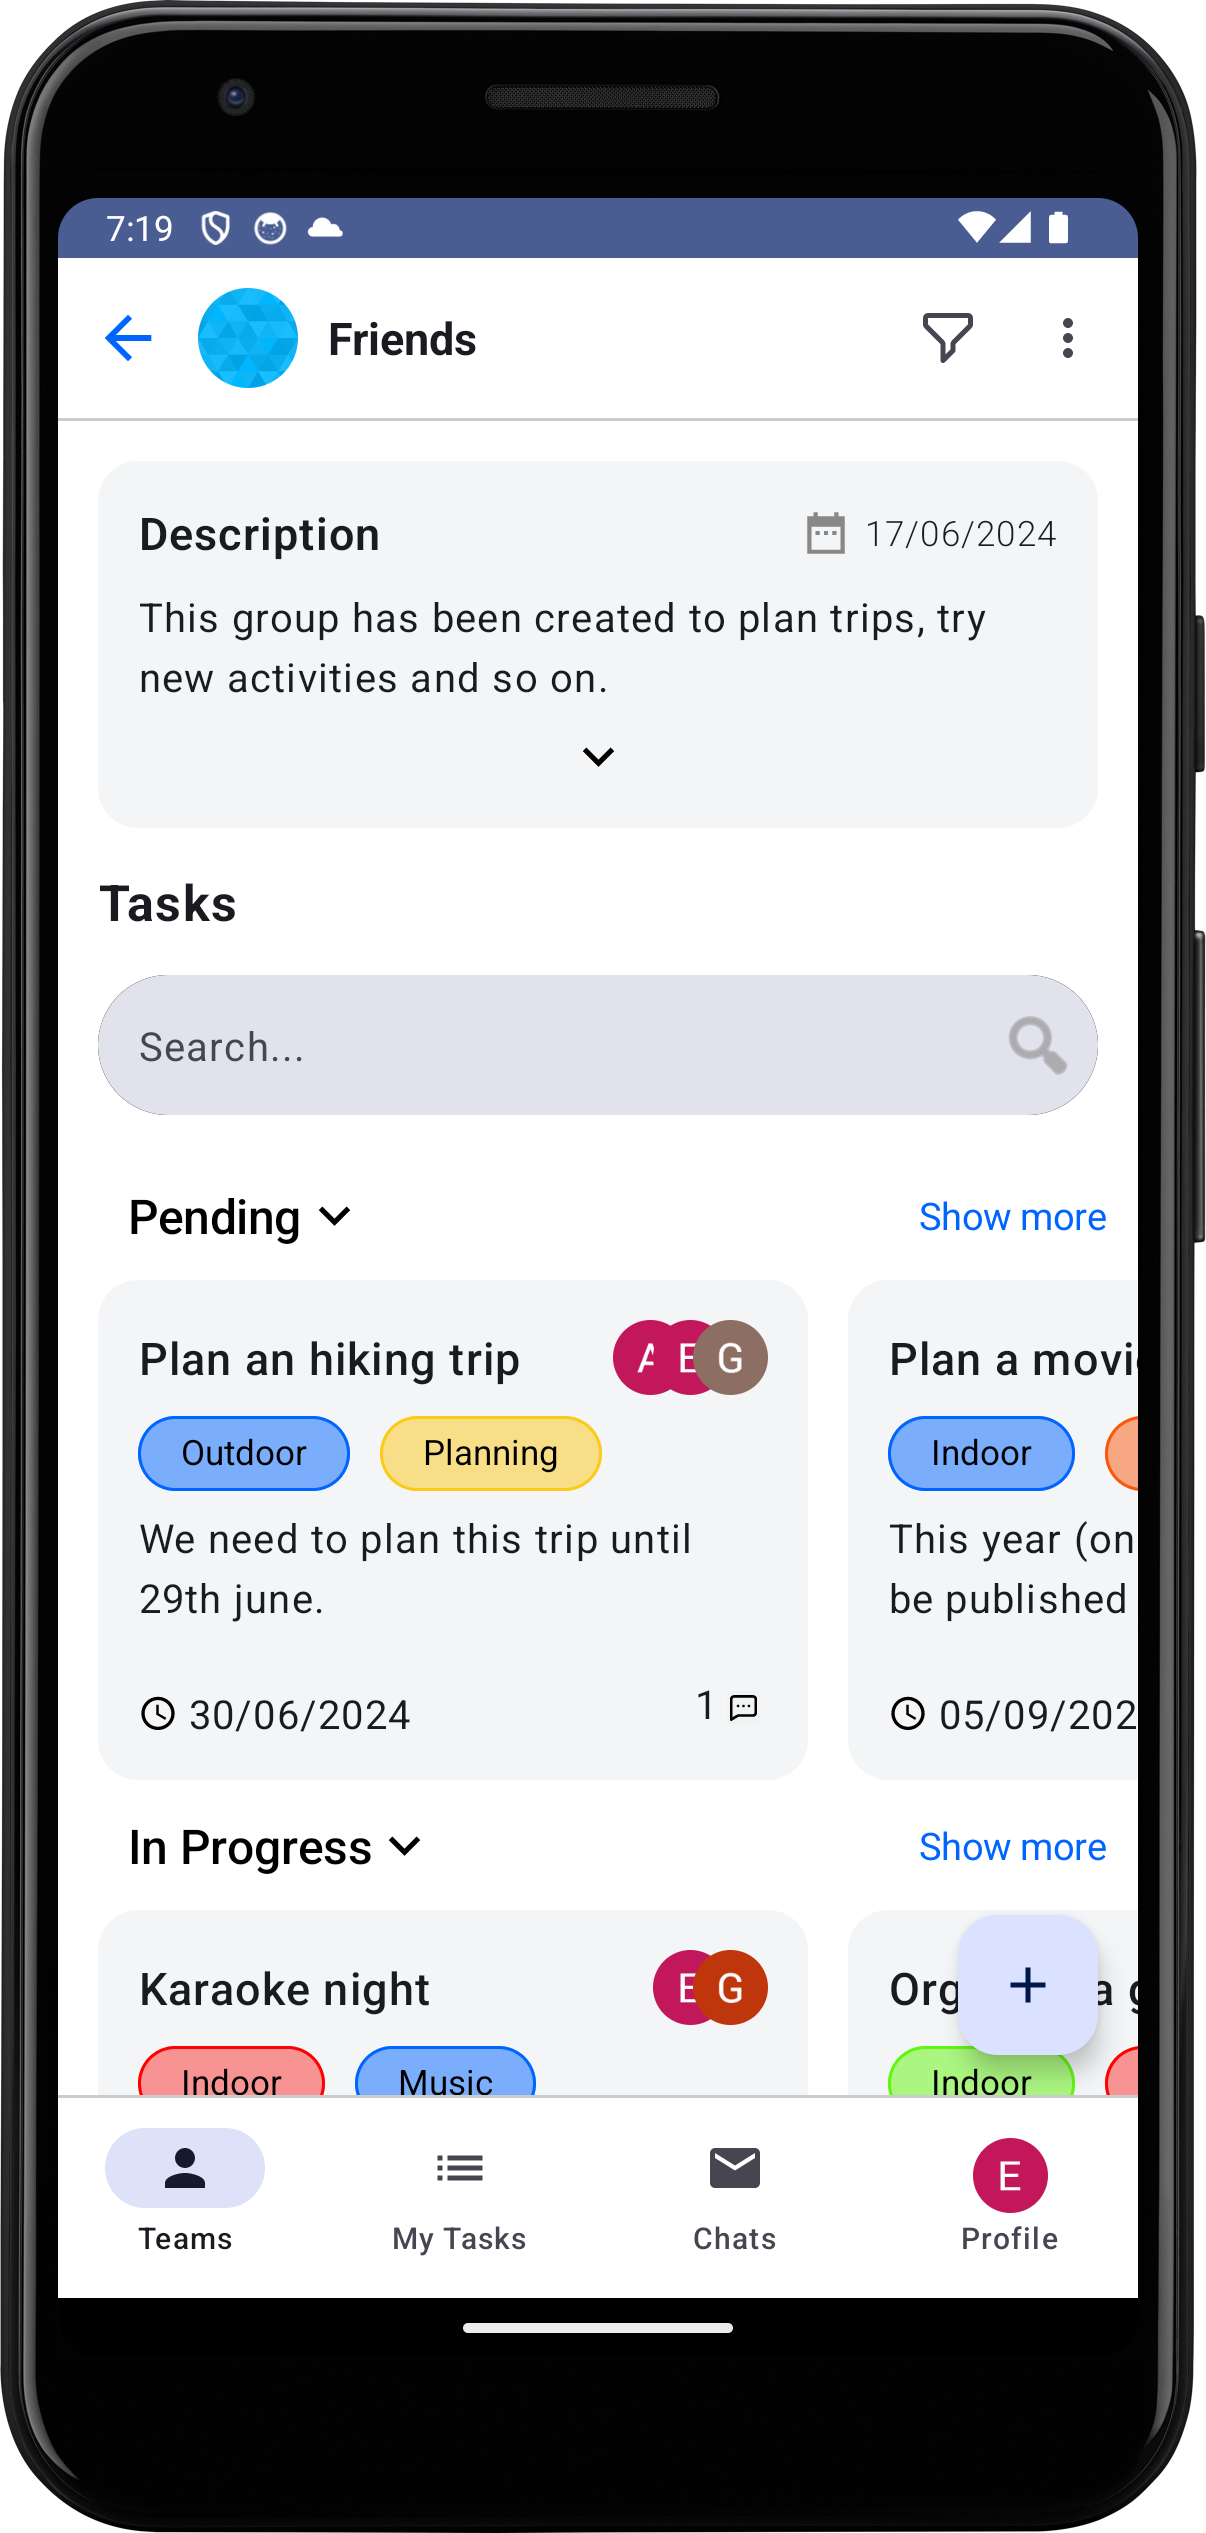 7:19
Friends
Description 17/06/2024
This group has been created to plan trips, try
new activities and so on.
Tasks
Search...
Pending Show more
Plan an hiking trip A E G
Outdoor Planning
We need to plan this trip until
29th june.
30/06/2024 1
Plan a movi
Indoor
This year (on
be published
05/09/202
In Progress Show more
Karaoke night E G
Indoor Music
Org a g
Indoor
+
Teams My Tasks Chats E Profile